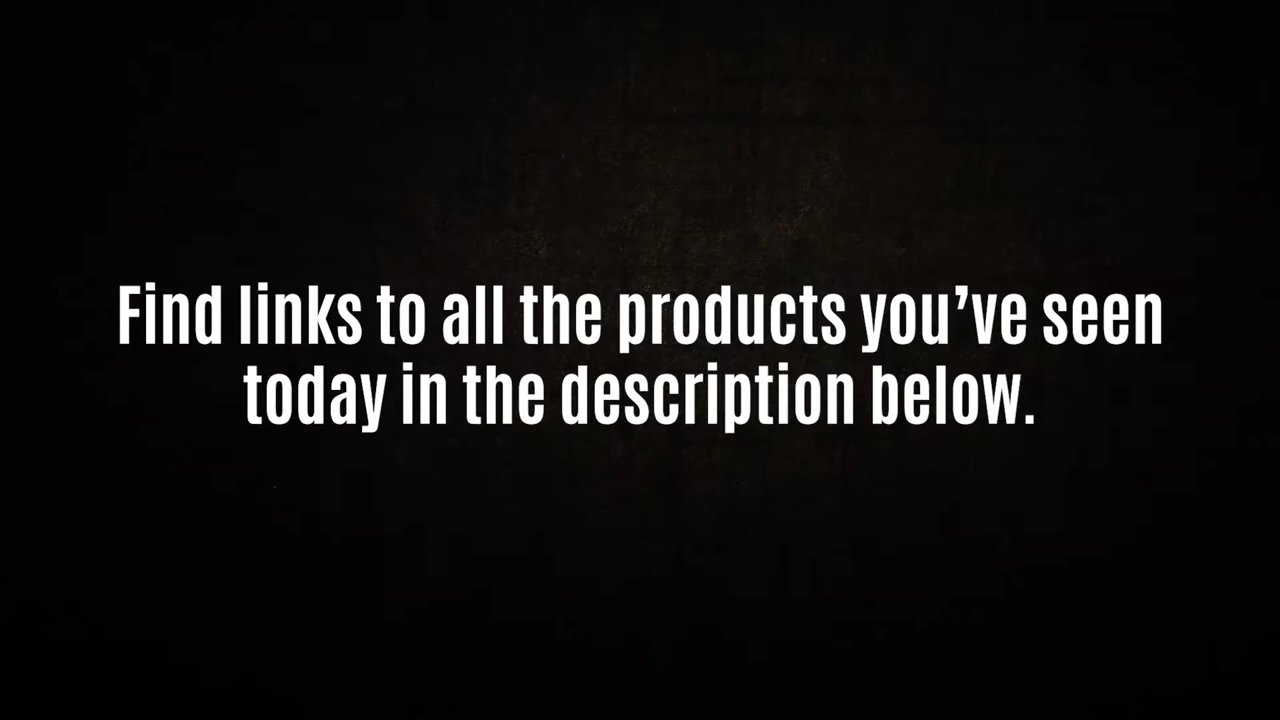 Find links to all the products you’ve seen
today in the description below.